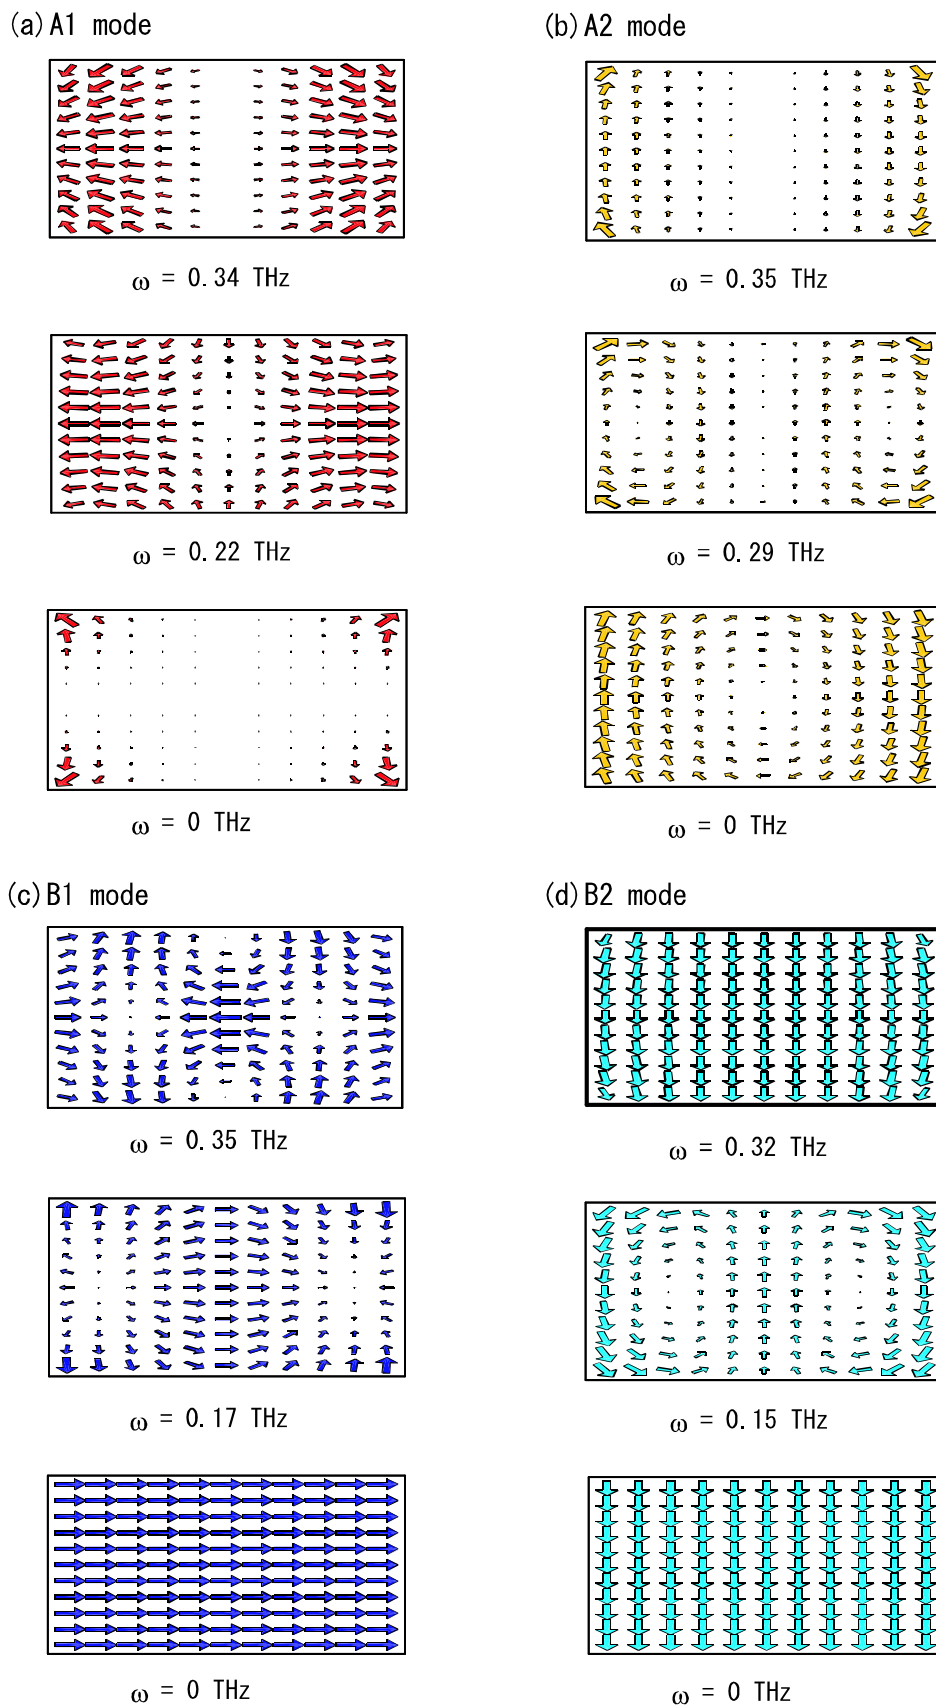 (a) A1 mode
ω = 0.34 THz
ω = 0.22 THz
ω = 0 THz
(b) A2 mode
ω = 0.35 THz
ω = 0.29 THz
ω = 0 THz
(c) B1 mode
ω = 0.35 THz
ω = 0.17 THz
ω = 0 THz
(d) B2 mode
ω = 0.32 THz
ω = 0.15 THz
ω = 0 THz